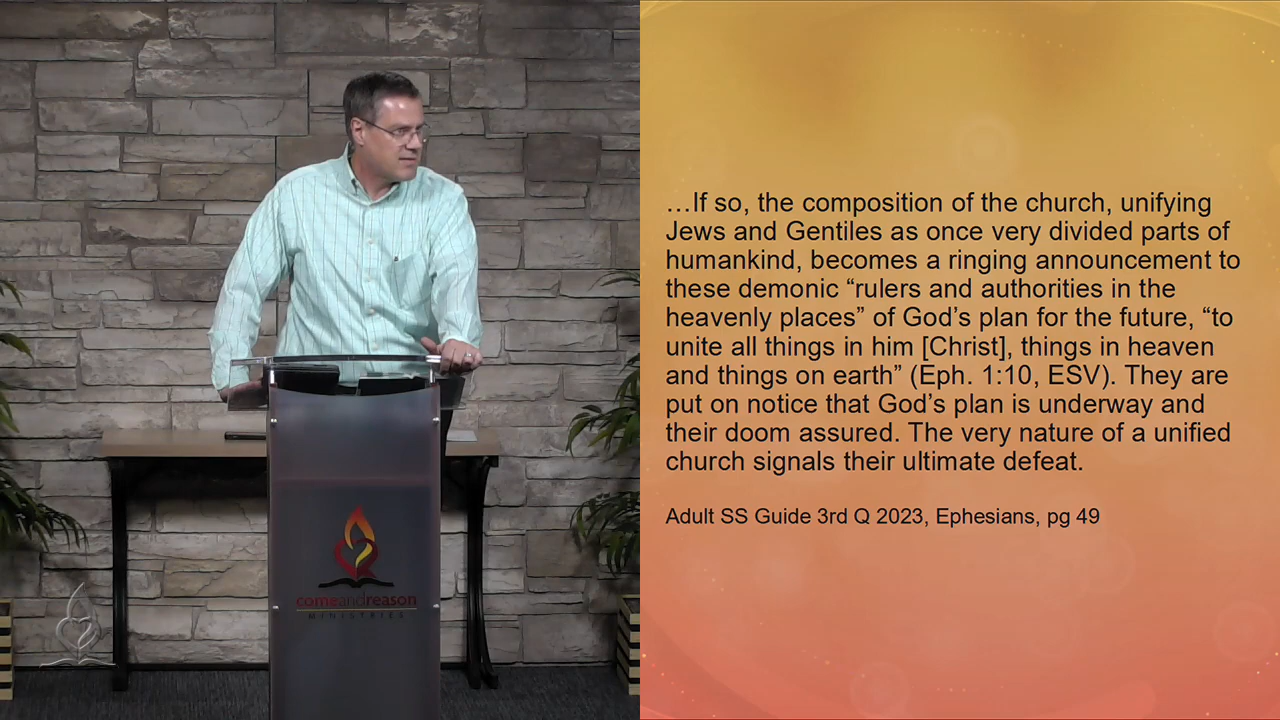 comeandreason
MINISTRIES
…If so, the composition of the church, unifying
Jews and Gentiles as once very divided parts of
humankind, becomes a ringing announcement to
these demonic “rulers and authorities in the
heavenly places” of God’s plan for the future, “to
unite all things in him [Christ], things in heaven
and things on earth” (Eph. 1:10, ESV). They are
put on notice that God’s plan is underway and
their doom assured. The very nature of a unified
church signals their ultimate defeat.
Adult SS Guide 3rd Q 2023, Ephesians, pg 49